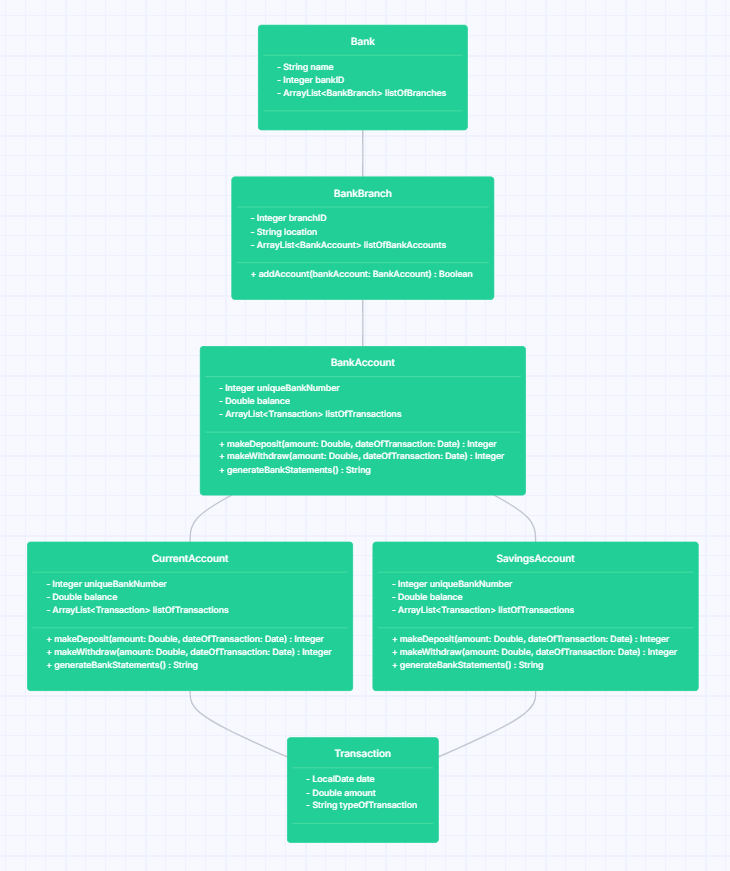 Bank
- String name
- Integer bankID
- ArrayList<BankBranch> listOfBranches
BankBranch
- Integer branchID
- String location
- ArrayList<BankAccount> listOfBankAccounts
+ addAccount(bankAccount: BankAccount) : Boolean
BankAccount
- Integer uniqueBankNumber
- Double balance
- ArrayList<Transaction> listOfTransactions
+ makeDeposit(amount: Double, dateOfTransaction: Date) : Integer
+ makeWithdraw(amount: Double, dateOfTransaction: Date) : Integer
+ generateBankStatements() : String
CurrentAccount
- Integer uniqueBankNumber
- Double balance
- ArrayList<Transaction> listOfTransactions
+ makeDeposit(amount: Double, dateOfTransaction: Date) : Integer
+ makeWithdraw(amount: Double, dateOfTransaction: Date) : Integer
+ generateBankStatements() : String
SavingsAccount
- Integer uniqueBankNumber
- Double balance
- ArrayList<Transaction> listOfTransactions
+ makeDeposit(amount: Double, dateOfTransaction: Date) : Integer
+ makeWithdraw(amount: Double, dateOfTransaction: Date) : Integer
+ generateBankStatements() : String
Transaction
- LocalDate date
- Double amount
- String typeOfTransaction